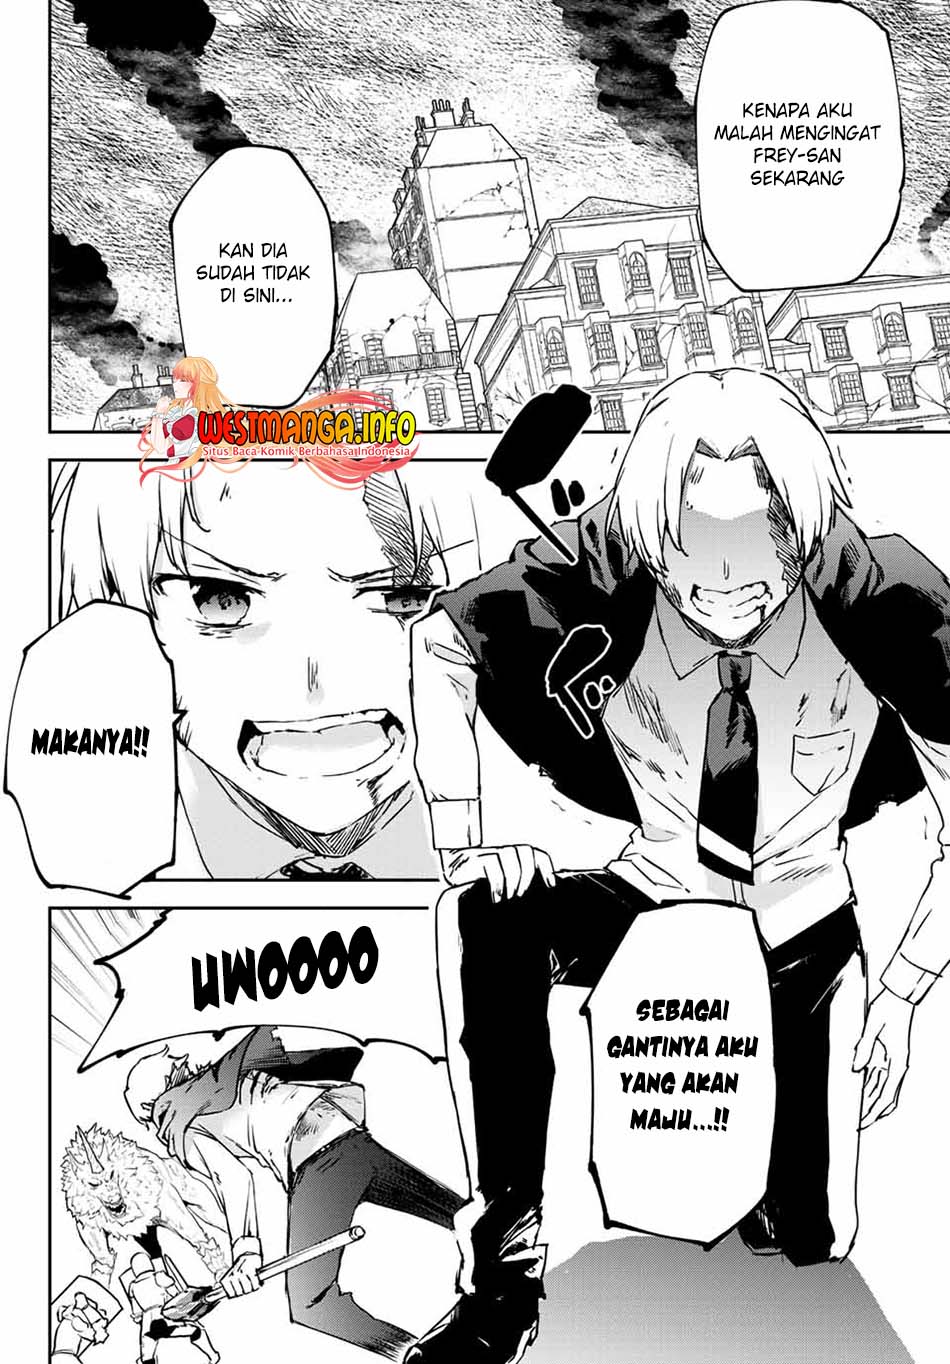 KENAPA AKU
MALAH MENGINGAT
FREY-SAN
SEKARANG
KAN DIA
SUDAH TIDAK
DI SINI...
WESTMANGA.INFO
Situs Baca Komik Berbahasa Indonesia
MAKANYA!!
SEBAGAI
GANTINYA AKU
YANG AKAN
MAJU...!!
UWOOOO